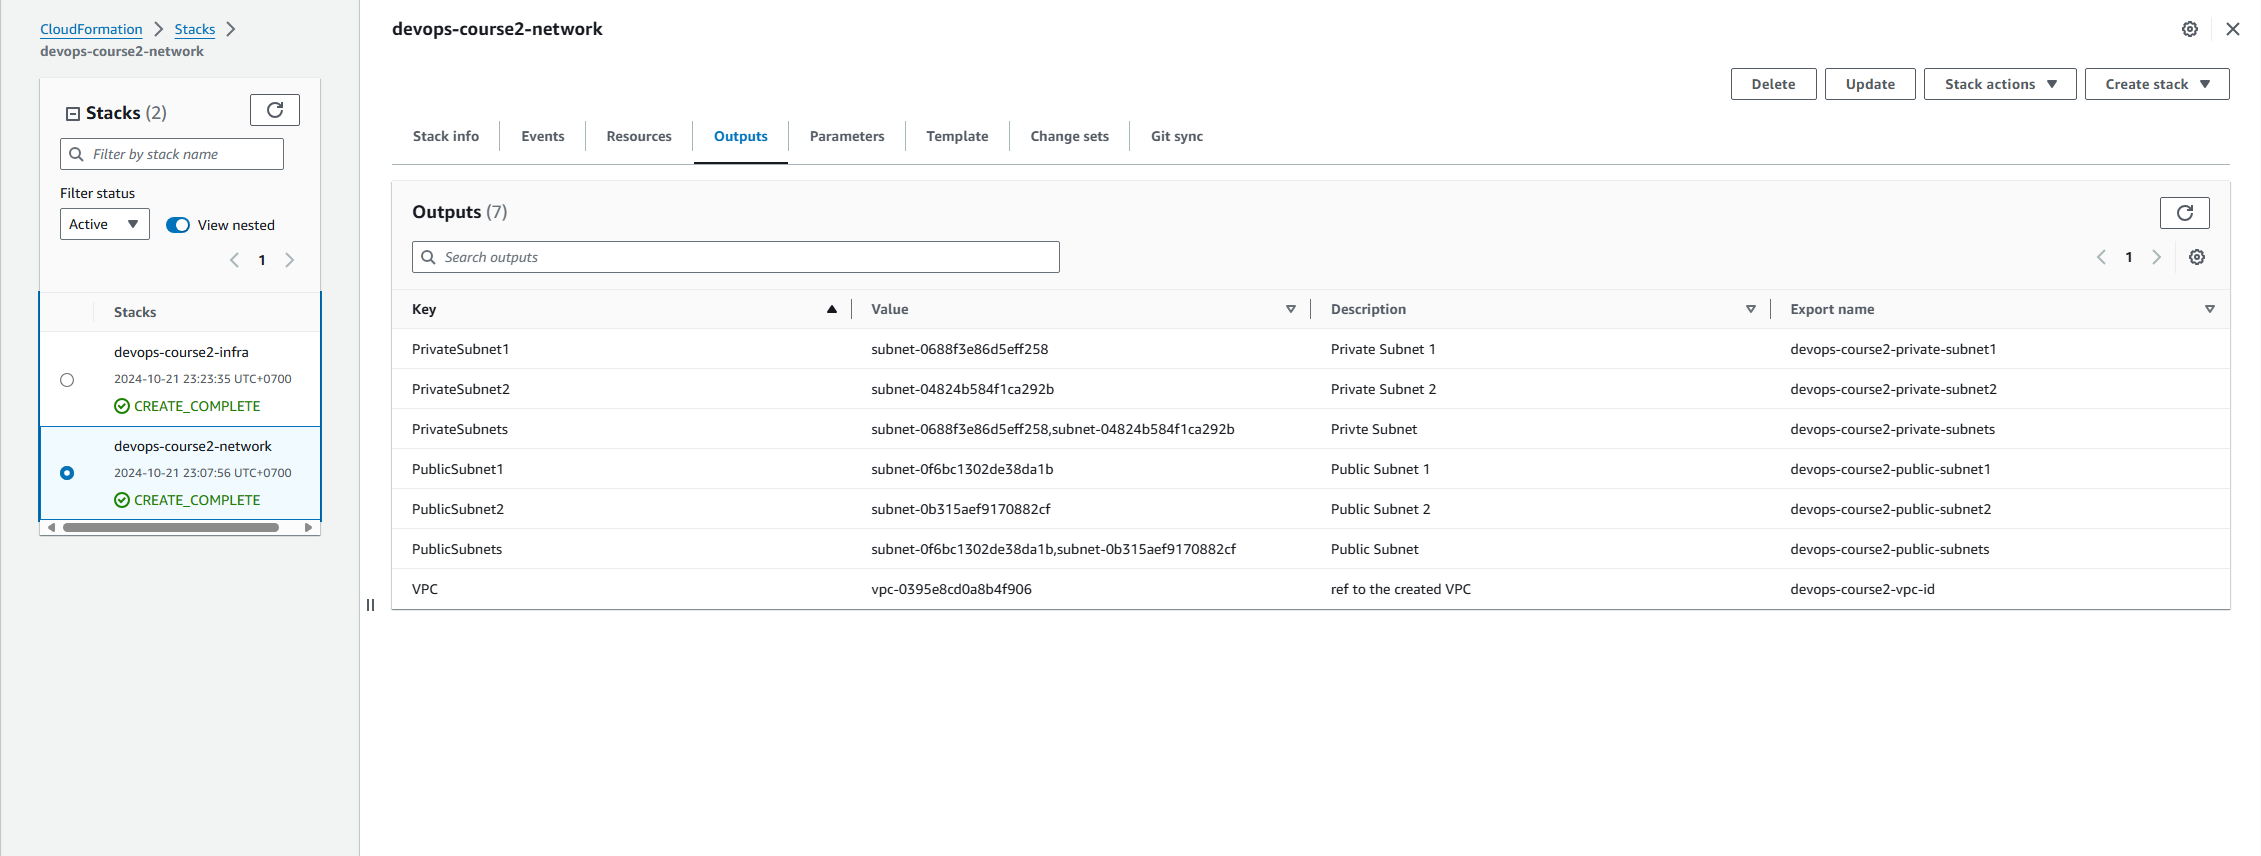 CloudFormation
Stacks
devops-course2-network
Stacks (2)
Filter by stack name
Filter status
Active
View nested
1
Stacks
devops-course2-infra
2024-10-21 23:23:35 UTC+0700
CREATE_COMPLETE
devops-course2-network
2024-10-21 23:07:56 UTC+0700
CREATE_COMPLETE
devops-course2-network
Delete
Update
Stack actions
Create stack
Stack info
Events
Resources
Outputs
Parameters
Template
Change sets
Git sync
Outputs (7)
Search outputs
1
Key Value Description Export name
PrivateSubnet1 subnet-0688f3e86d5eff258 Private Subnet 1 devops-course2-private-subnet1
PrivateSubnet2 subnet-04824b584f1ca292b Private Subnet 2 devops-course2-private-subnet2
PrivateSubnets subnet-0688f3e86d5eff258,subnet-04824b584f1ca292b Privte Subnet devops-course2-private-subnets
PublicSubnet1 subnet-0f6bc1302de38da1b Public Subnet 1 devops-course2-public-subnet1
PublicSubnet2 subnet-0b315aef9170882cf Public Subnet 2 devops-course2-public-subnet2
PublicSubnets subnet-0f6bc1302de38da1b,subnet-0b315aef9170882cf Public Subnet devops-course2-public-subnets
VPC vpc-0395e8cd0a8b4f906 ref to the created VPC devops-course2-vpc-id